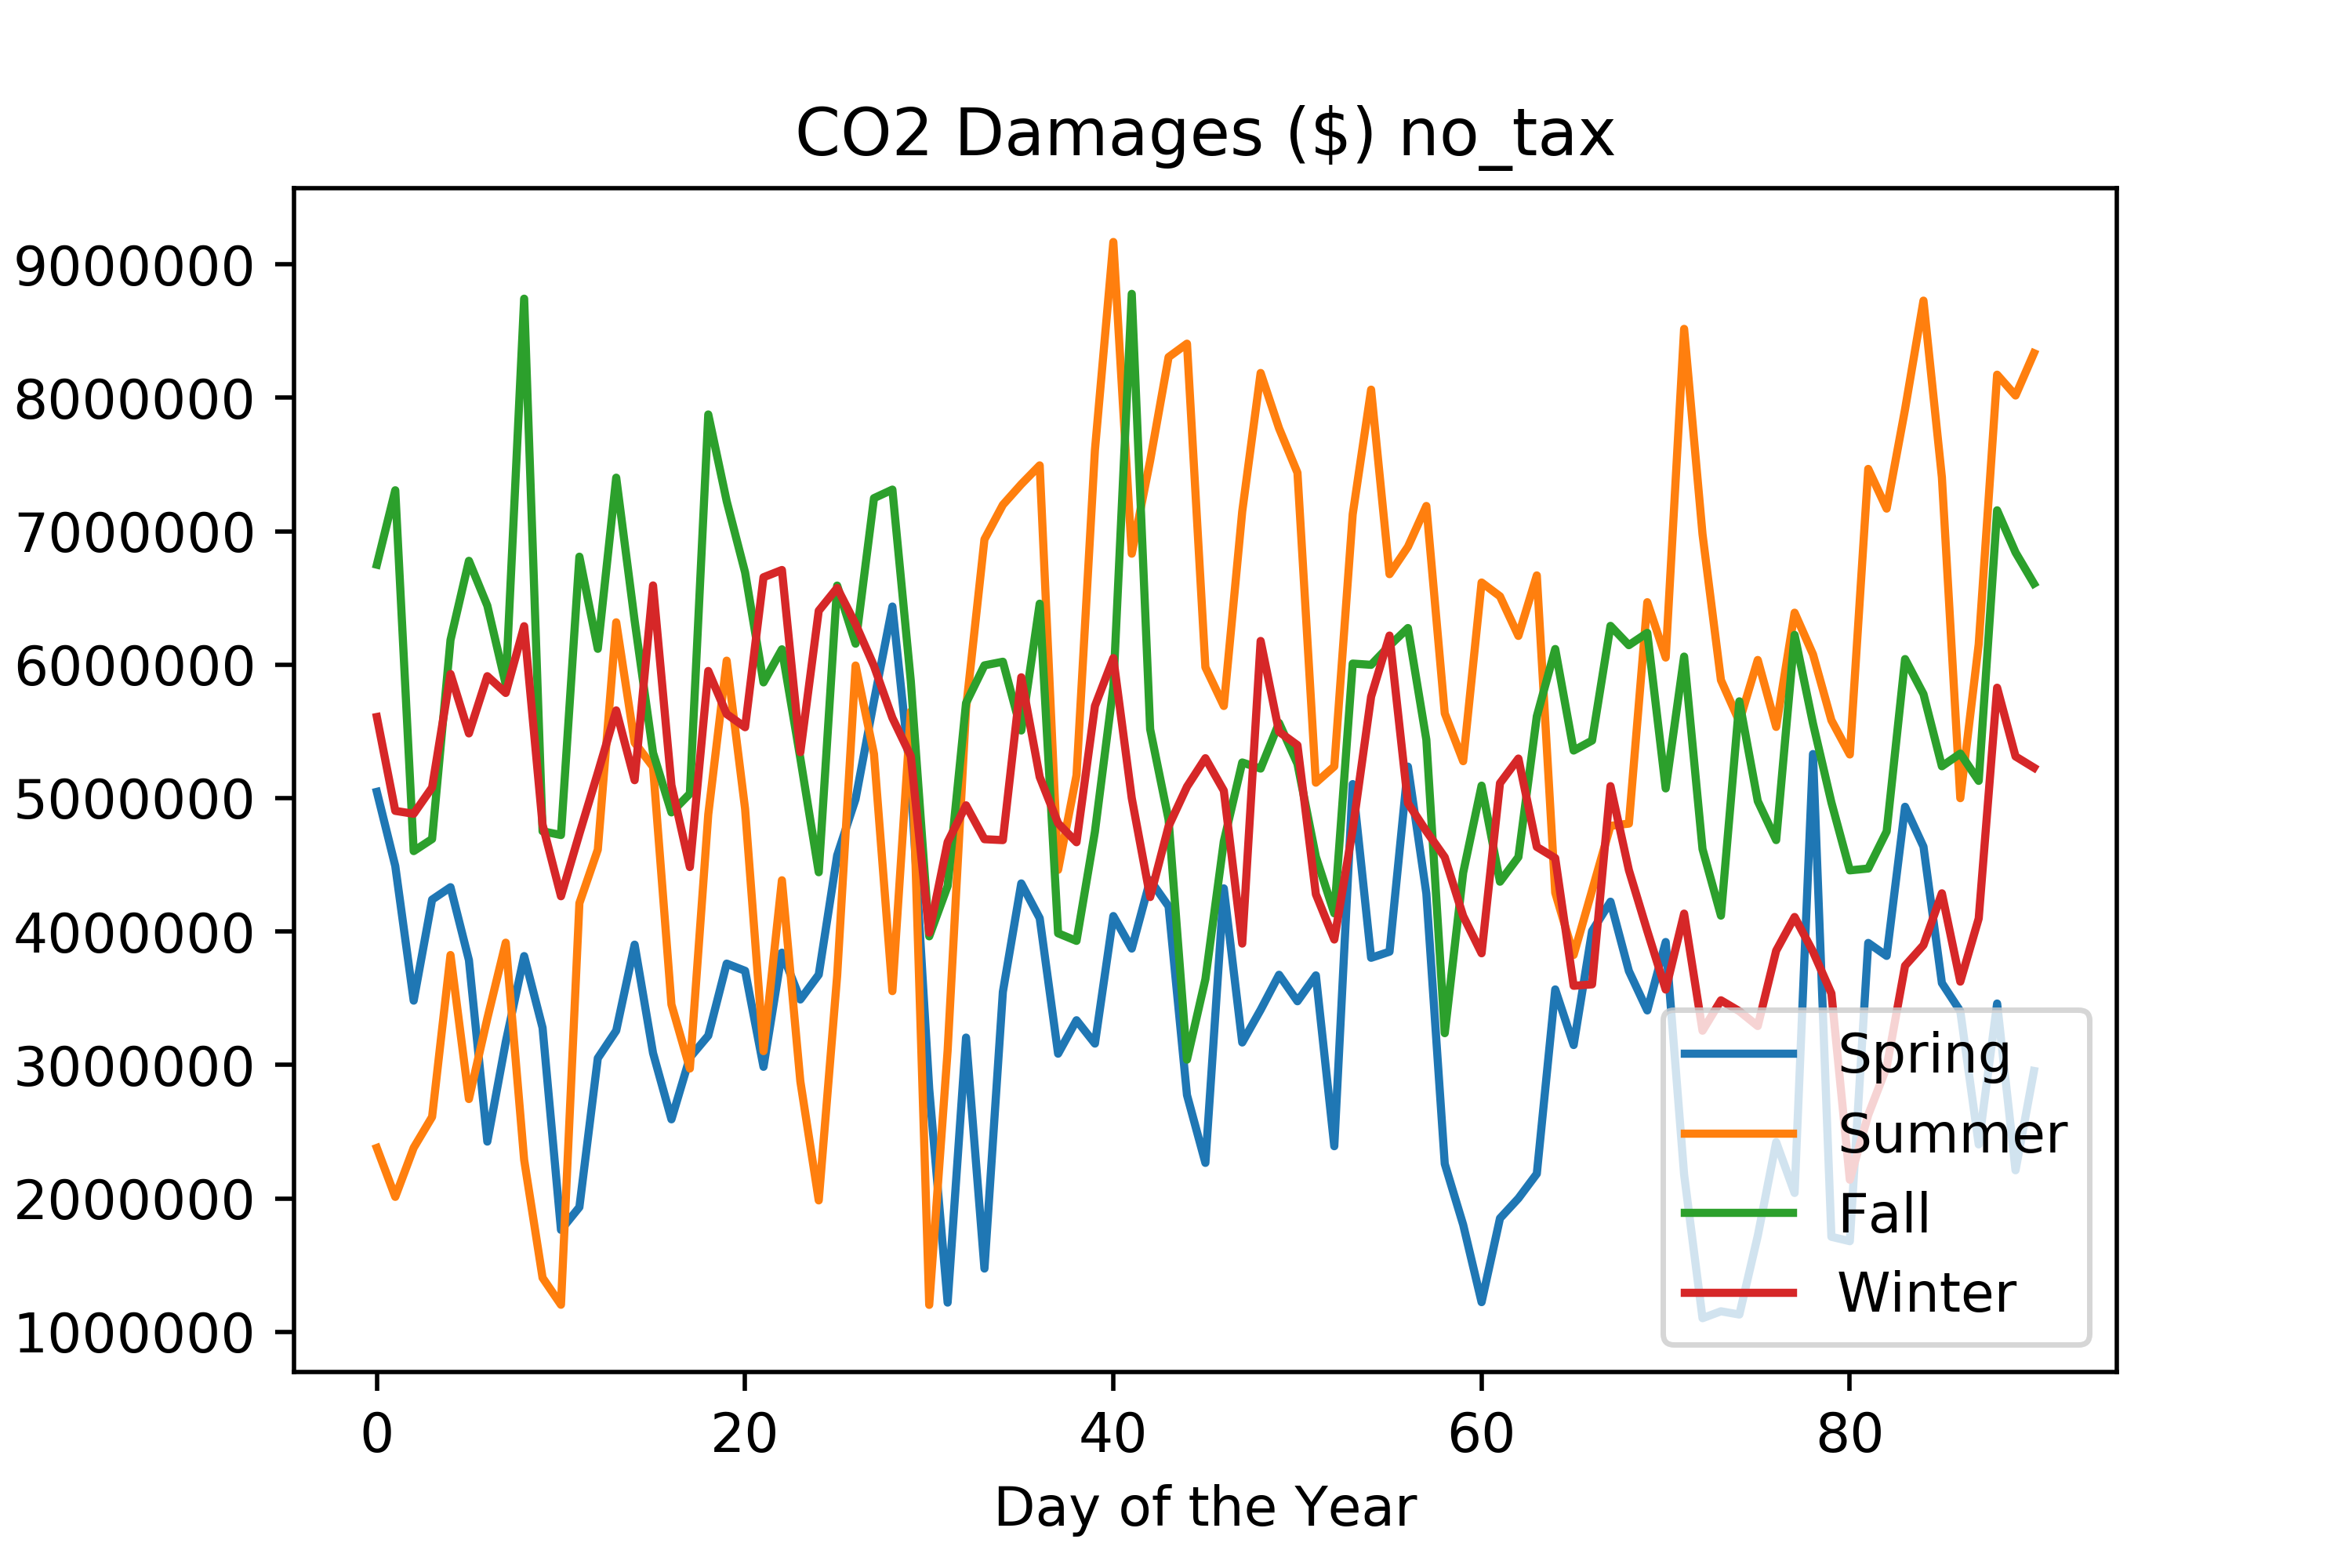 CO2 Damages ($) no_tax
9000000
8000000
7000000
6000000
5000000
4000000
3000000
2000000
1000000
Spring
Summer
Fall
Winter
0 20 40 60 80
Day of the Year